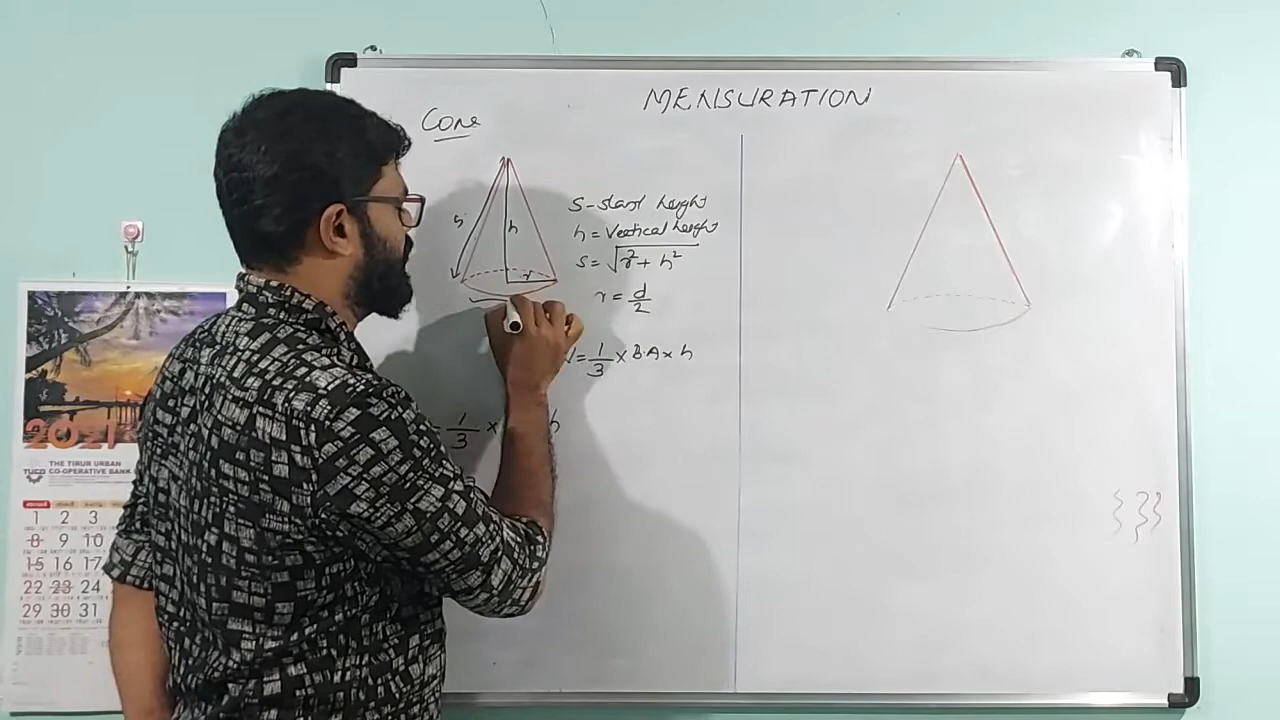 MENSURATION
Cone
s
h
r
S-slant height
h = Vertical height
s = √r²+h²
r = d/2
V = 1/3 × B.A × h
= 1/3 ×
h
2021
THE TIRUR URBAN
TUCB CO-OPERATIVE BANK
1 2 3
8 9 10
15 16 17
22 23 24
29 30 31